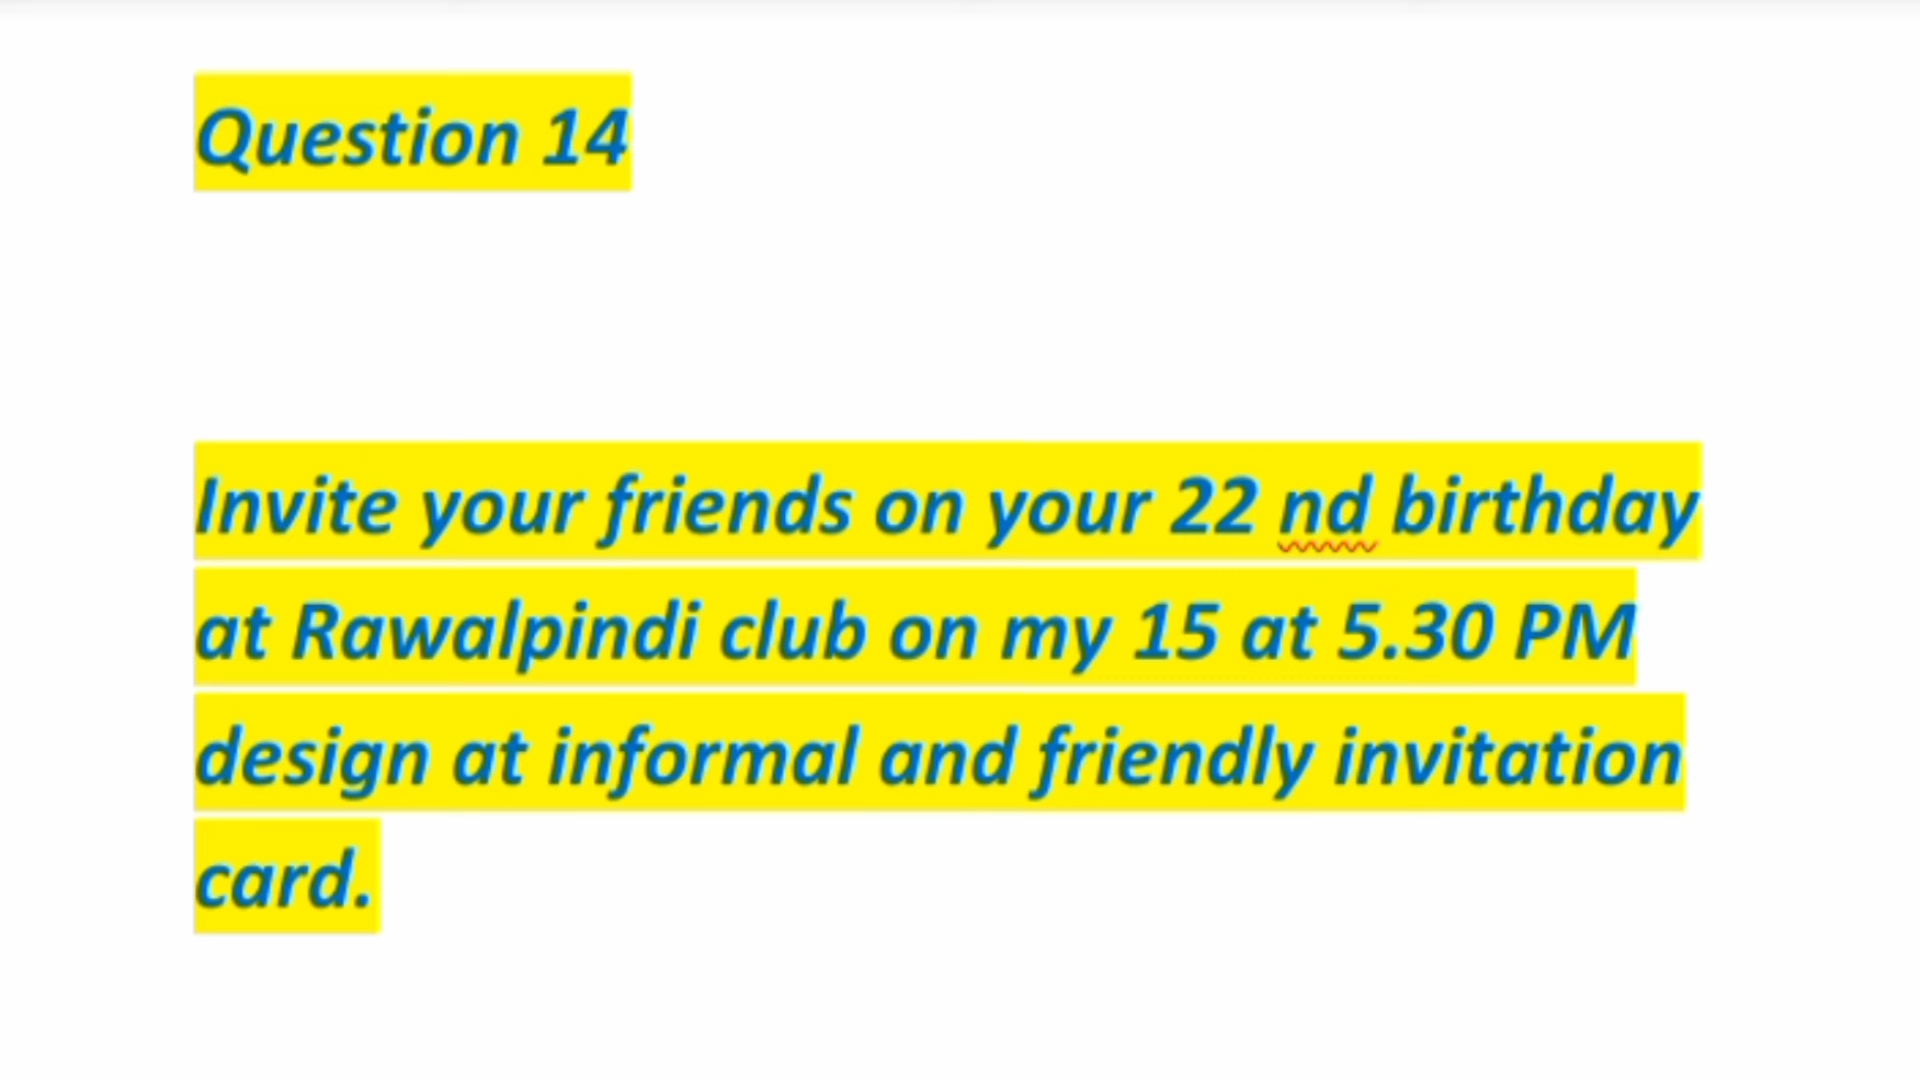 Question 14
Invite your friends on your 22 nd birthday
at Rawalpindi club on my 15 at 5.30 PM
design at informal and friendly invitation
card.